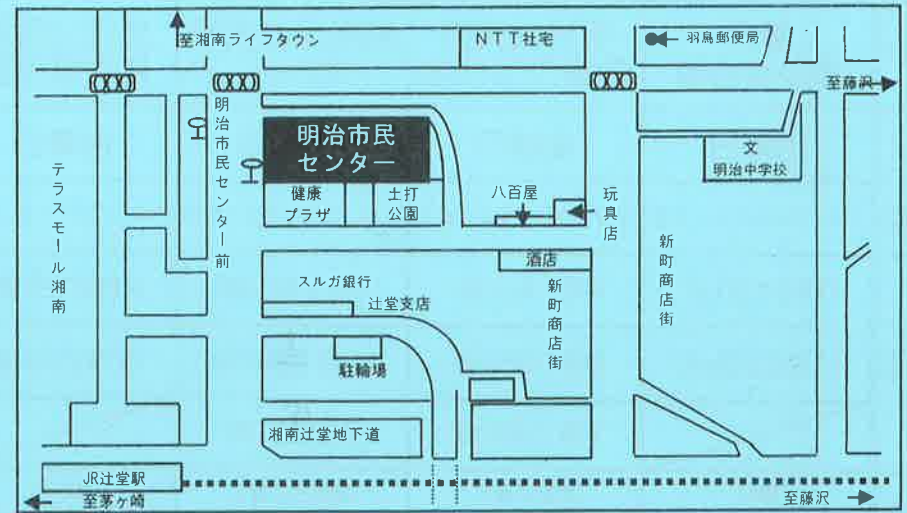 至湘南ライフタウン
NTT社宅
羽鳥郵便局
至藤沢
明治市民センター前
明治市民
センター
健康
プラザ
土打
公園
八百屋
玩具店
文
明治中学校
テラスモール湘南
酒店
新町商店街
新町商店街
スルガ銀行
辻堂支店
駐輪場
湘南辻堂地下道
JR辻堂駅
至茅ヶ崎
至藤沢